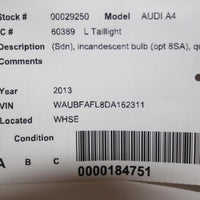 Stock # 00029250 Model AUDI A4
C # 60389 L Taillight
Description (Sdn), incandescent bulb (opt 8SA), qu
Comments
Year 2013
VIN WAUBFAFL8DA162311
Located WHSE
Condition
A B C 0000184751